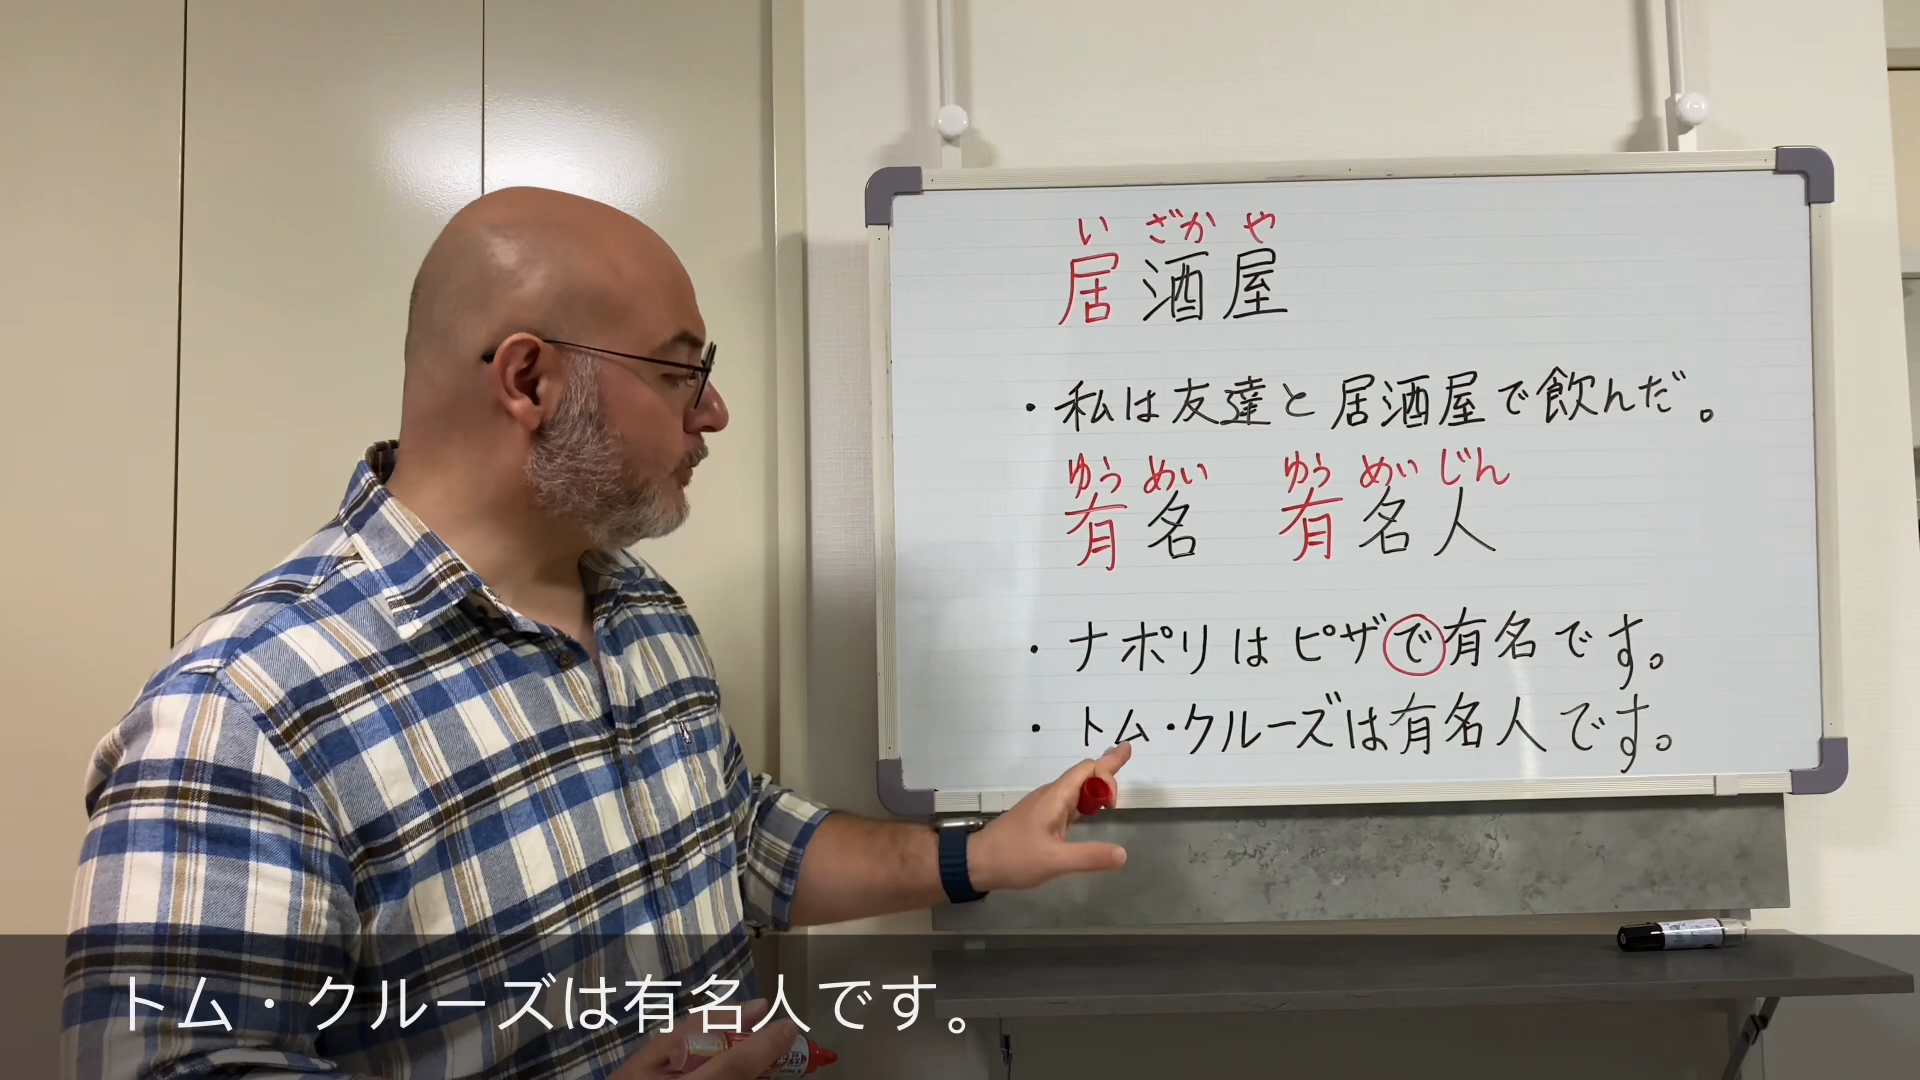 い ざか や
居酒屋
・私は友達と居酒屋で飲んだ。
ゆう めい ゆう めい じん
有名 有名人
・ナポリはピザで有名です。
・トム・クルーズは有名人です。
トム・クルーズは有名人です。